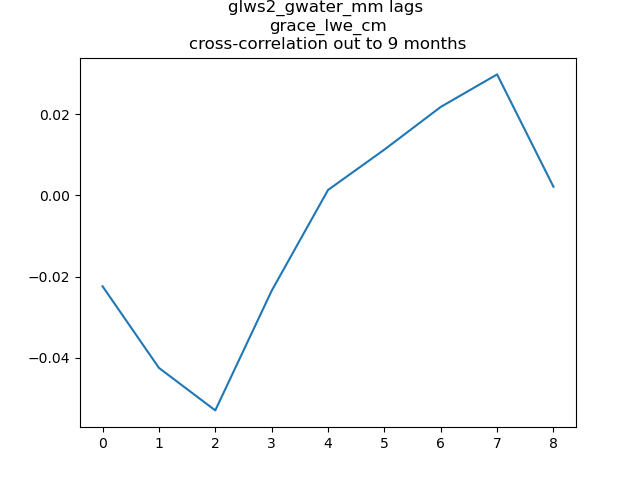 glws2_gwater_mm lags
grace_lwe_cm
cross-correlation out to 9 months
0.02
0.00
−0.02
−0.04
0 1 2 3 4 5 6 7 8